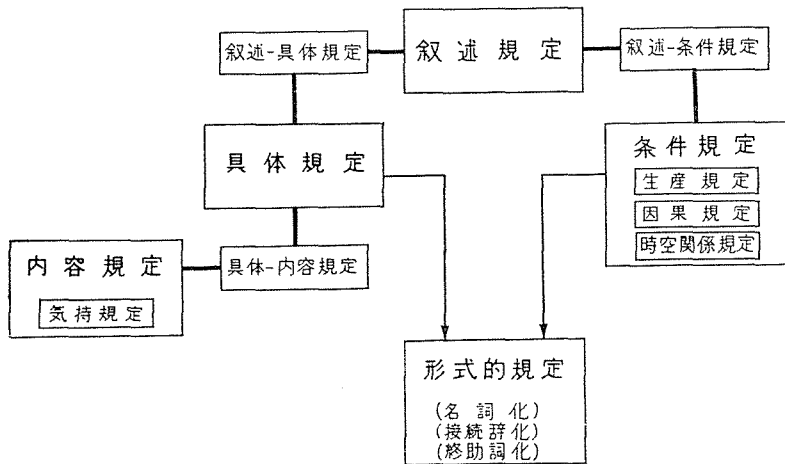 叙述-具体規定
叙述規定
叙述-条件規定
具体規定
条件規定
生産規定
因果規定
時空関係規定
内容規定
気持規定
具体-内容規定
形式的規定
(名詞化)
(接続辞化)
(終助詞化)